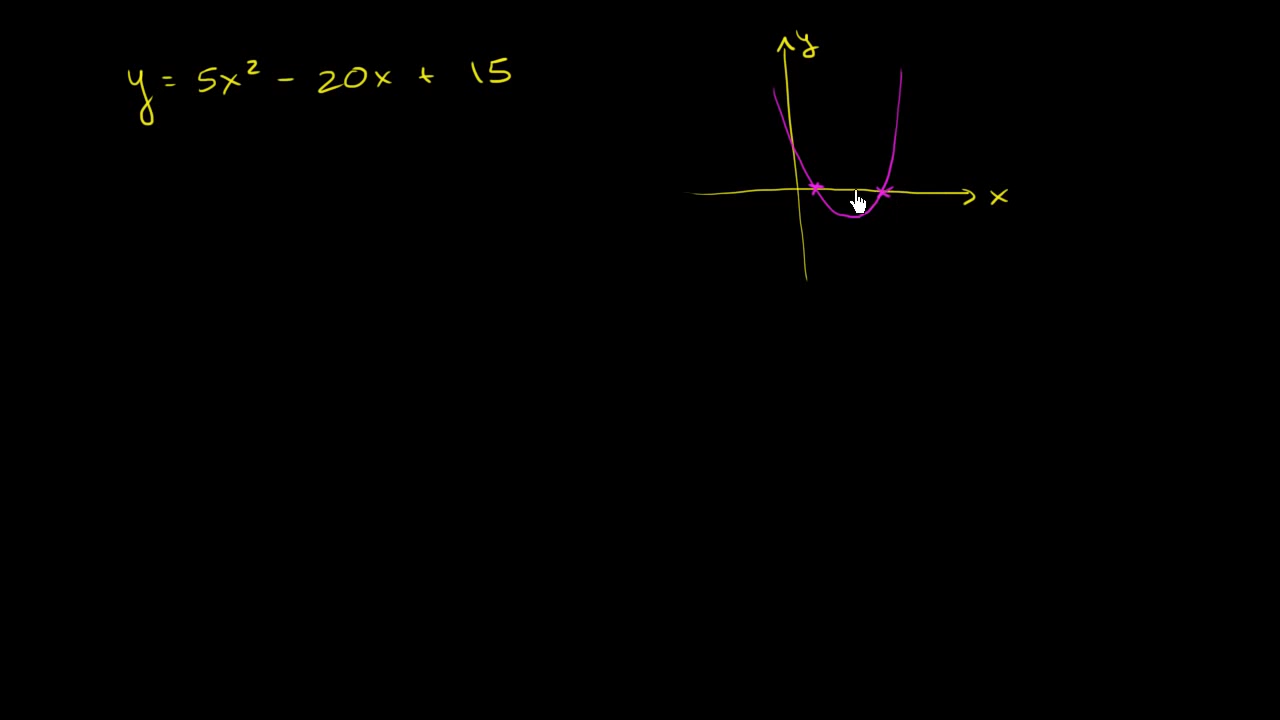 y = 5x² - 20x + 15
y
x